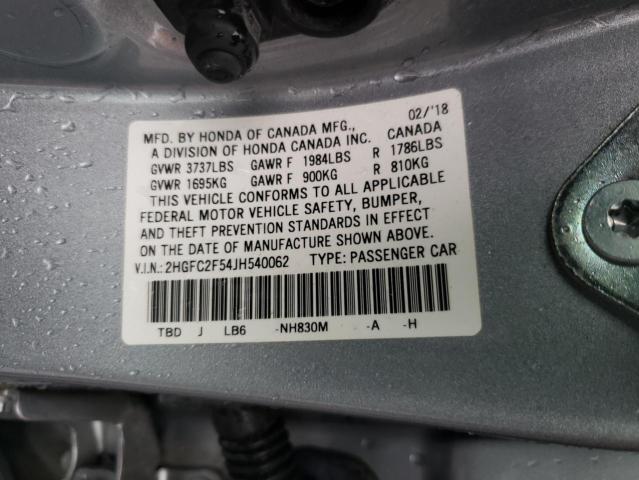 02/'18
MFD. BY HONDA OF CANADA MFG., CANADA
A DIVISION OF HONDA CANADA INC.
GVWR 3737LBS GAWR F 1984LBS R 1786LBS
GVWR 1695KG GAWR F 900KG R 810KG
THIS VEHICLE CONFORMS TO ALL APPLICABLE
FEDERAL MOTOR VEHICLE SAFETY, BUMPER,
AND THEFT PREVENTION STANDARDS IN EFFECT
ON THE DATE OF MANUFACTURE SHOWN ABOVE.
V.I.N.: 2HGFC2F54JH540062 TYPE: PASSENGER CAR
TBD J LB6 -NH830M -A -H